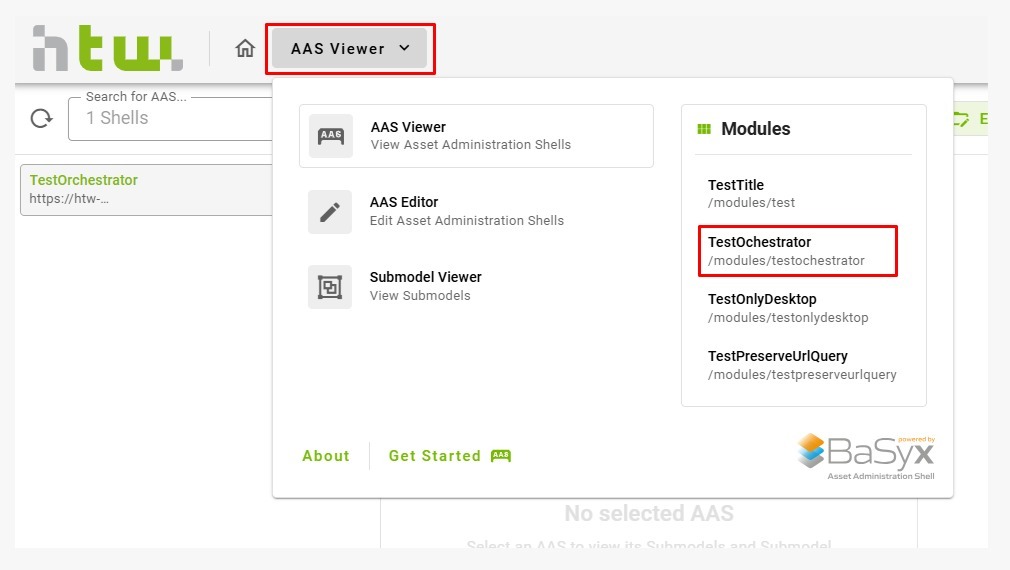 htw.
AAS Viewer
Search for AAS...
1 Shells
TestOrchestrator
https://htw-...
AAS
AAS Viewer
View Asset Administration Shells
AAS Editor
Edit Asset Administration Shells
Submodel Viewer
View Submodels
Modules
TestTitle
/modules/test
TestOchestrator
/modules/testochestrator
TestOnlyDesktop
/modules/testonlydesktop
TestPreserveUrlQuery
/modules/testpreserveurlquery
E
About
Get Started AAS
powered by
BaSyx
Asset Administration Shell
No selected AAS
Select an AAS to view its Submodels and Submodel